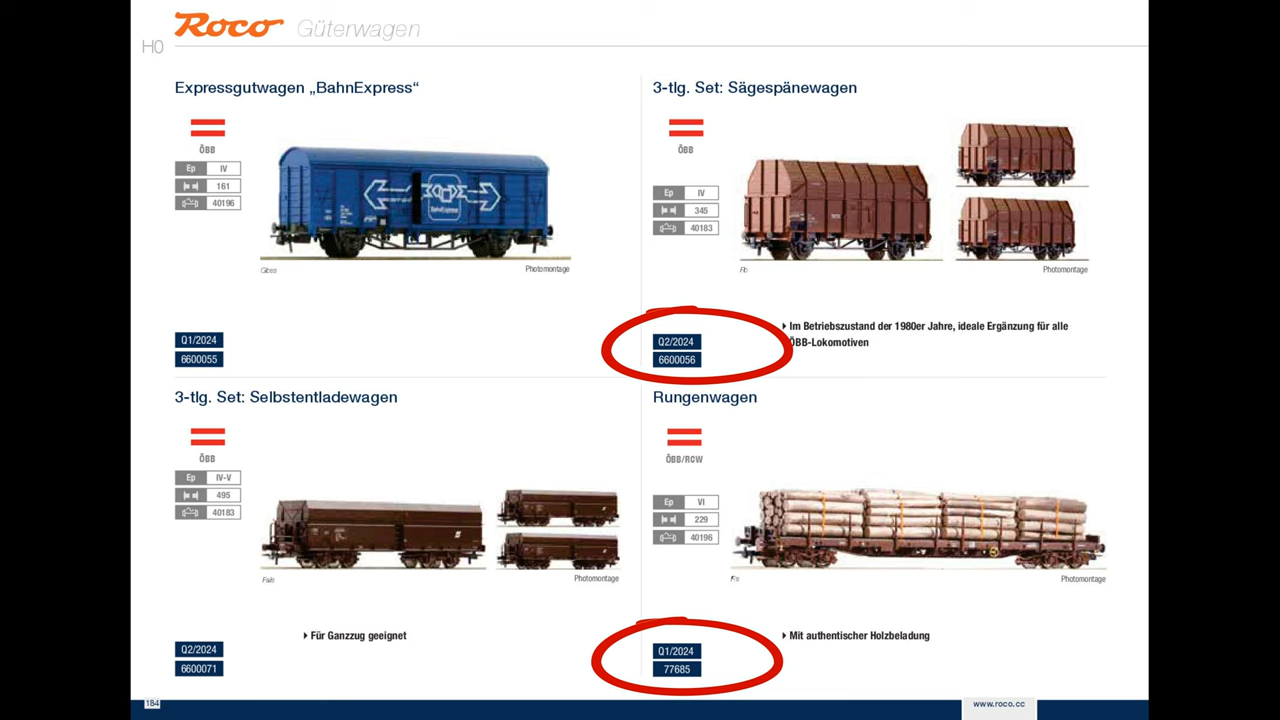 Roco Güterwagen
H0
Expressgutwagen „BahnExpress“
ÖBB
Ep IV
161
40196
BahnExpress
Photomontage
Q1/2024
6600055
3-tlg. Set: Sägespänewagen
ÖBB
Ep IV
345
40183
Photomontage
▸ Im Betriebszustand der 1980er Jahre, ideale Ergänzung für alle
ÖBB-Lokomotiven
Q2/2024
6600056
3-tlg. Set: Selbstentladewagen
ÖBB
Ep IV-V
495
40183
Photomontage
▸ Für Ganzzug geeignet
Q2/2024
6600071
Rungenwagen
ÖBB/RCW
Ep VI
229
40196
Photomontage
▸ Mit authentischer Holzbeladung
Q1/2024
77685
184
www.roco.cc